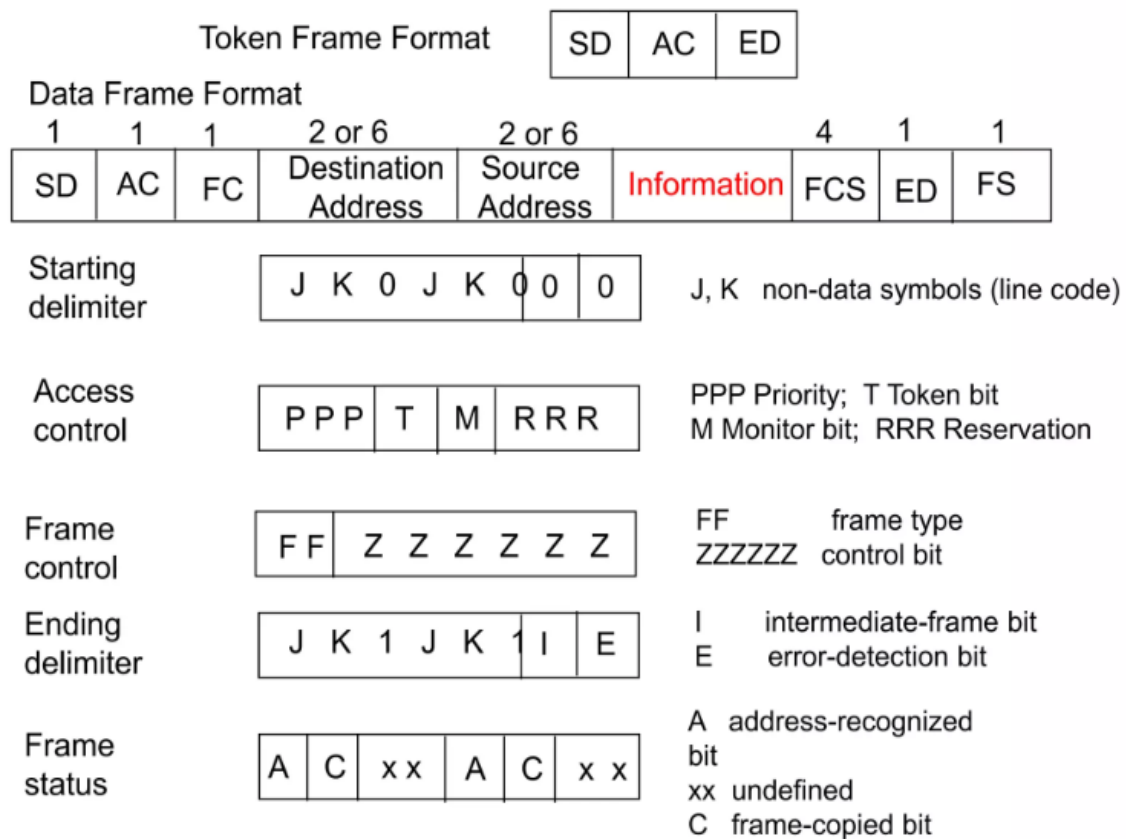 Token Frame Format
SD AC ED
Data Frame Format
1 1 1 2 or 6 2 or 6 4 1 1
SD AC FC Destination Address Source Address Information FCS ED FS
Starting delimiter
J K 0 J K 0 0 0
J, K non-data symbols (line code)
Access control
P P P T M R R R
PPP Priority; T Token bit
M Monitor bit; RRR Reservation
Frame control
F F Z Z Z Z Z Z
FF frame type
ZZZZZZ control bit
Ending delimiter
J K 1 J K 1 I E
I intermediate-frame bit
E error-detection bit
Frame status
A C x x A C x x
A address-recognized
bit
xx undefined
C frame-copied bit